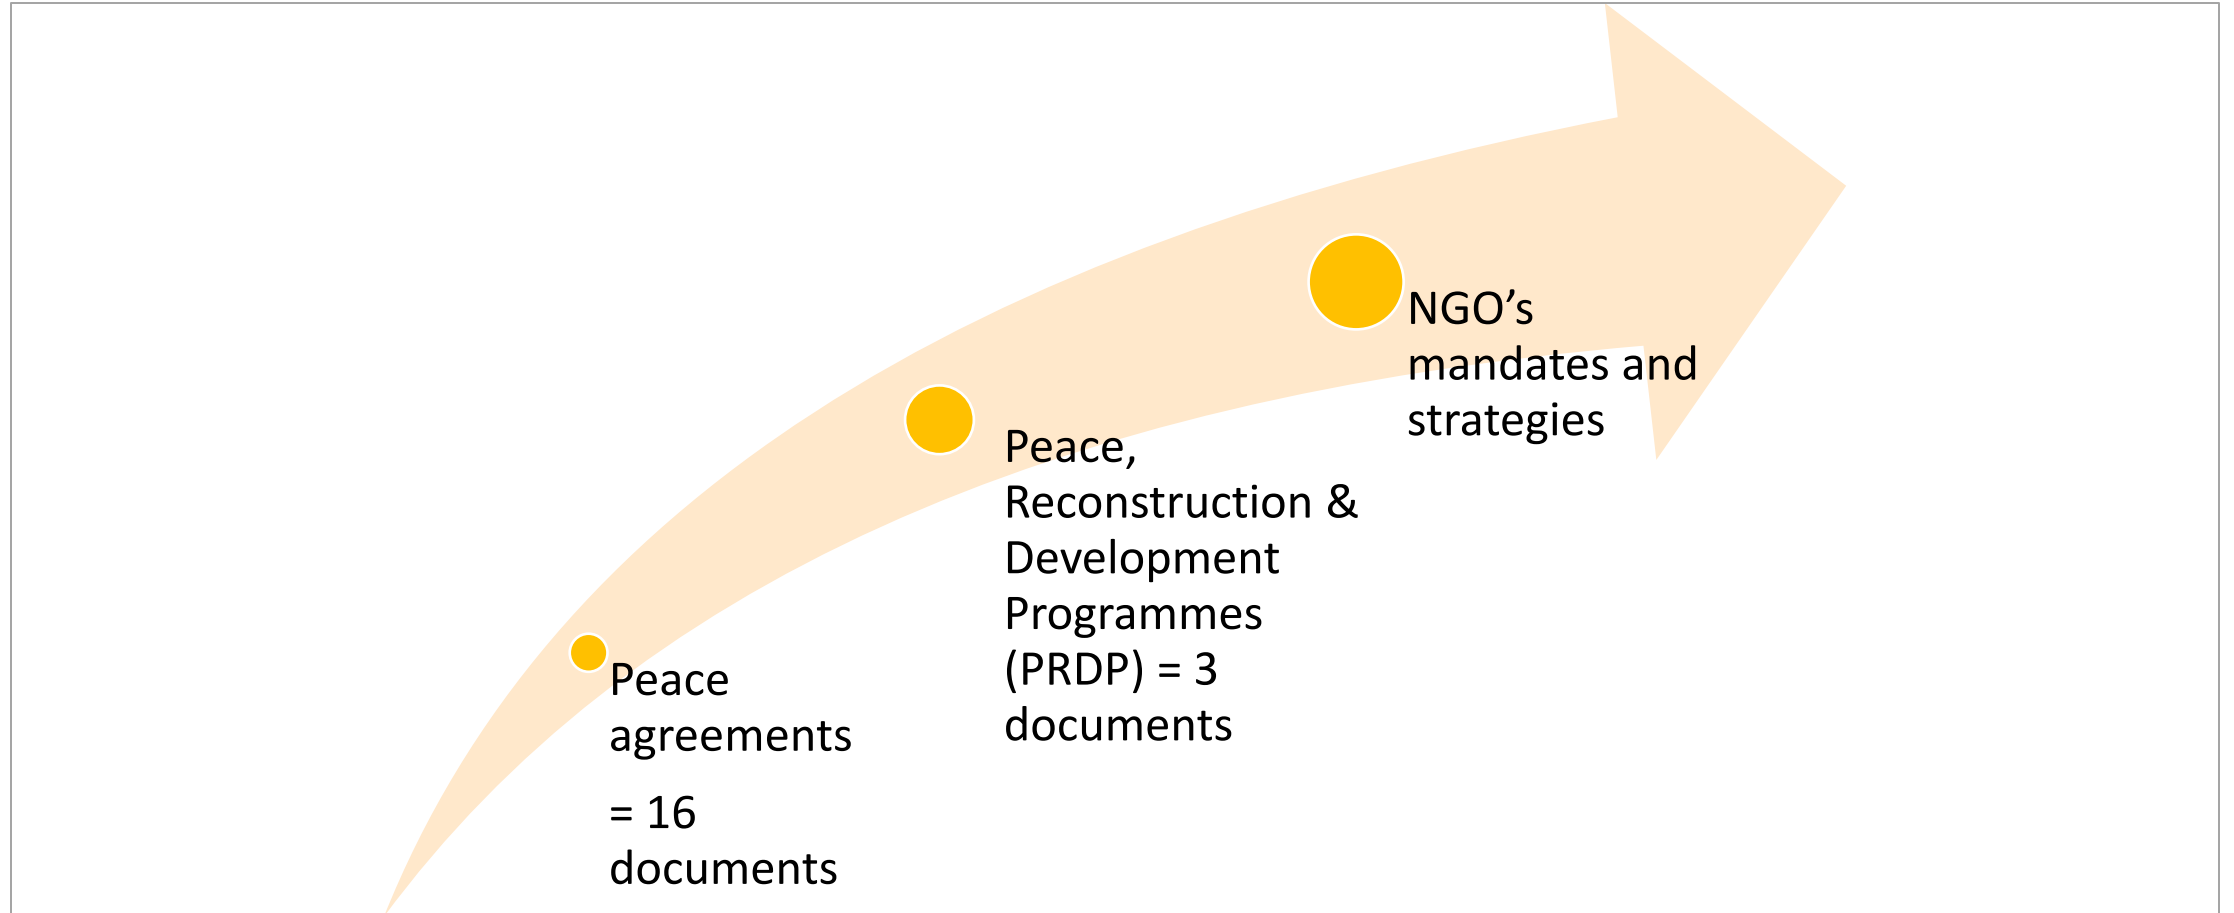 Peace
agreements
= 16
documents
Peace,
Reconstruction &
Development
Programmes
(PRDP) = 3
documents
NGO’s
mandates and
strategies